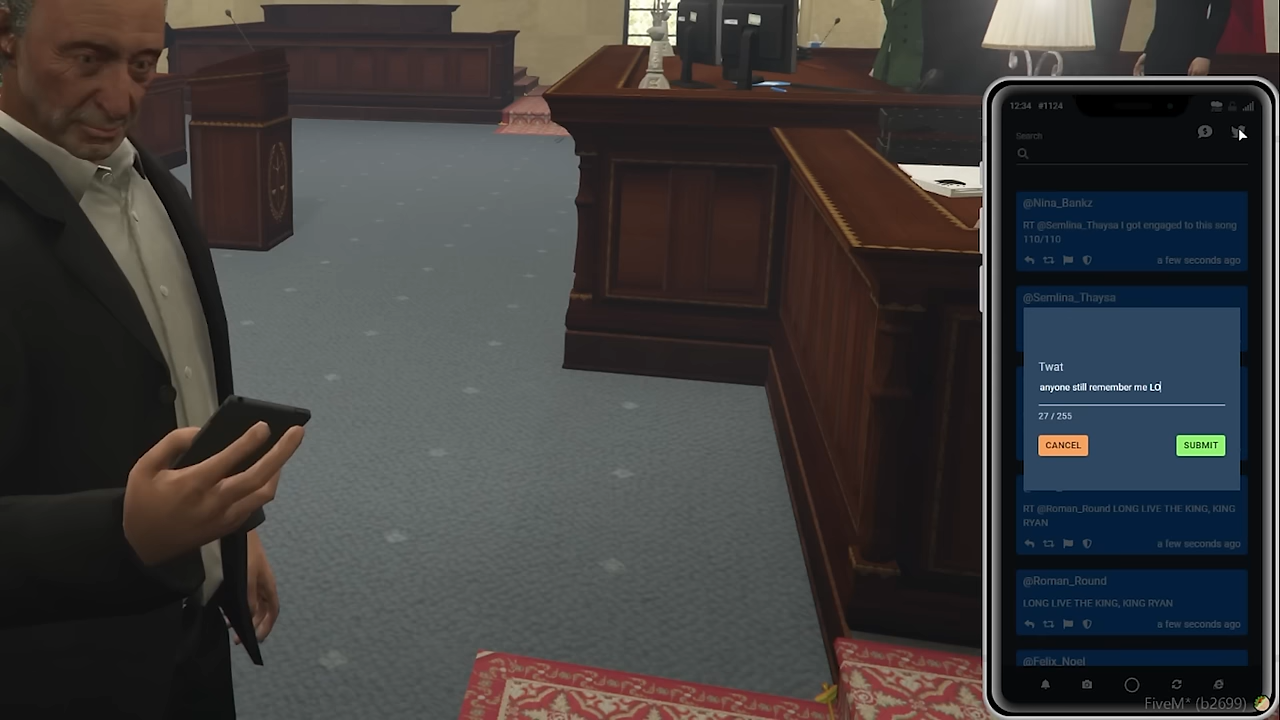 12:34 #1124
Search
@Nina_Bankz
RT @Semlina_Thaysa I got engaged to this song
110/110
a few seconds ago
@Semlina_Thaysa
Twat
anyone still remember me LO
27 / 255
CANCEL
SUBMIT
RT @Roman_Round LONG LIVE THE KING, KING
RYAN
a few seconds ago
@Roman_Round
LONG LIVE THE KING, KING RYAN
a few seconds ago
@Felix_Noel
FiveM* (b2699)